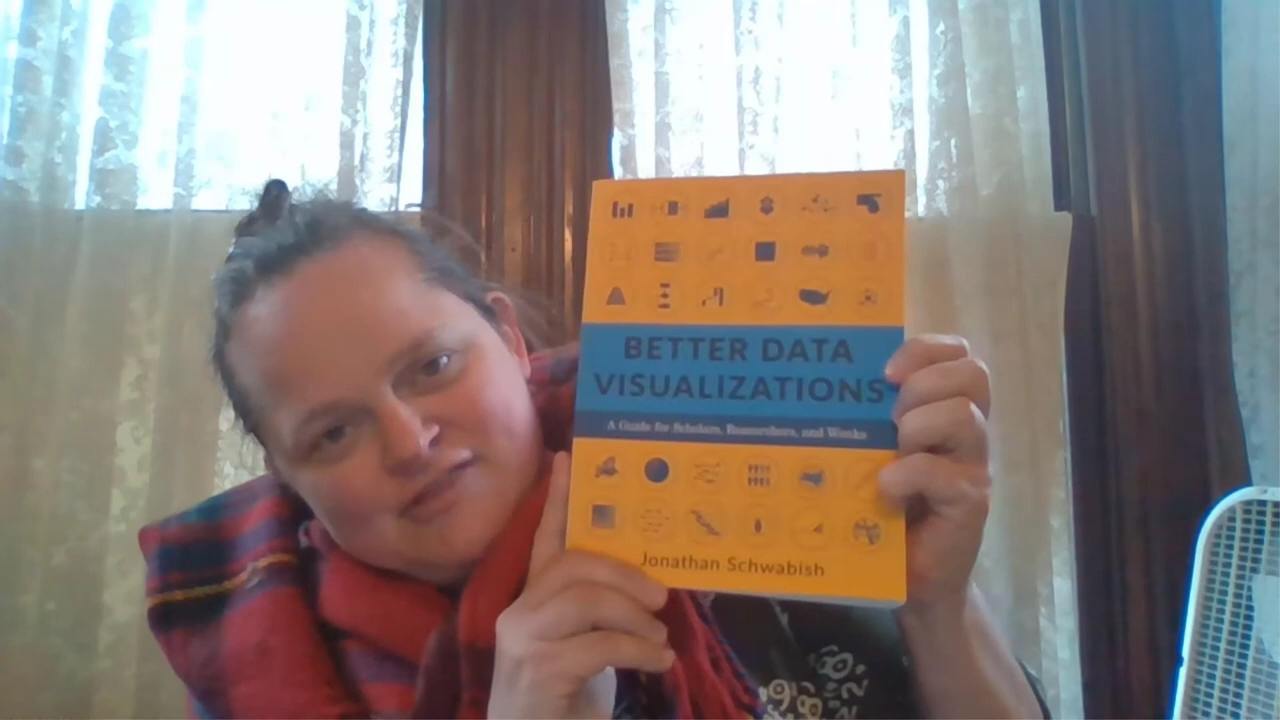 BETTER DATA
VISUALIZATIONS
A Guide for Scholars, Researchers, and Wonks
Jonathan Schwabish